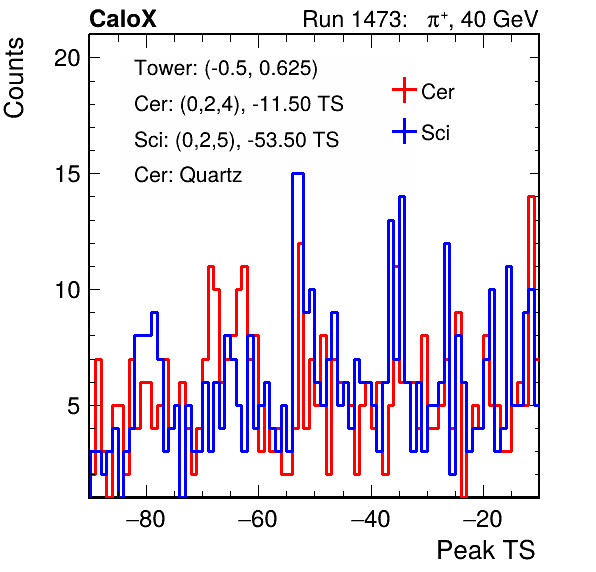 CaloX Run 1473: π⁺, 40 GeV
Counts
Tower: (-0.5, 0.625)
Cer: (0,2,4), -11.50 TS
Sci: (0,2,5), -53.50 TS
Cer: Quartz
Cer
Sci
20
15
10
5
−80 −60 −40 −20
Peak TS